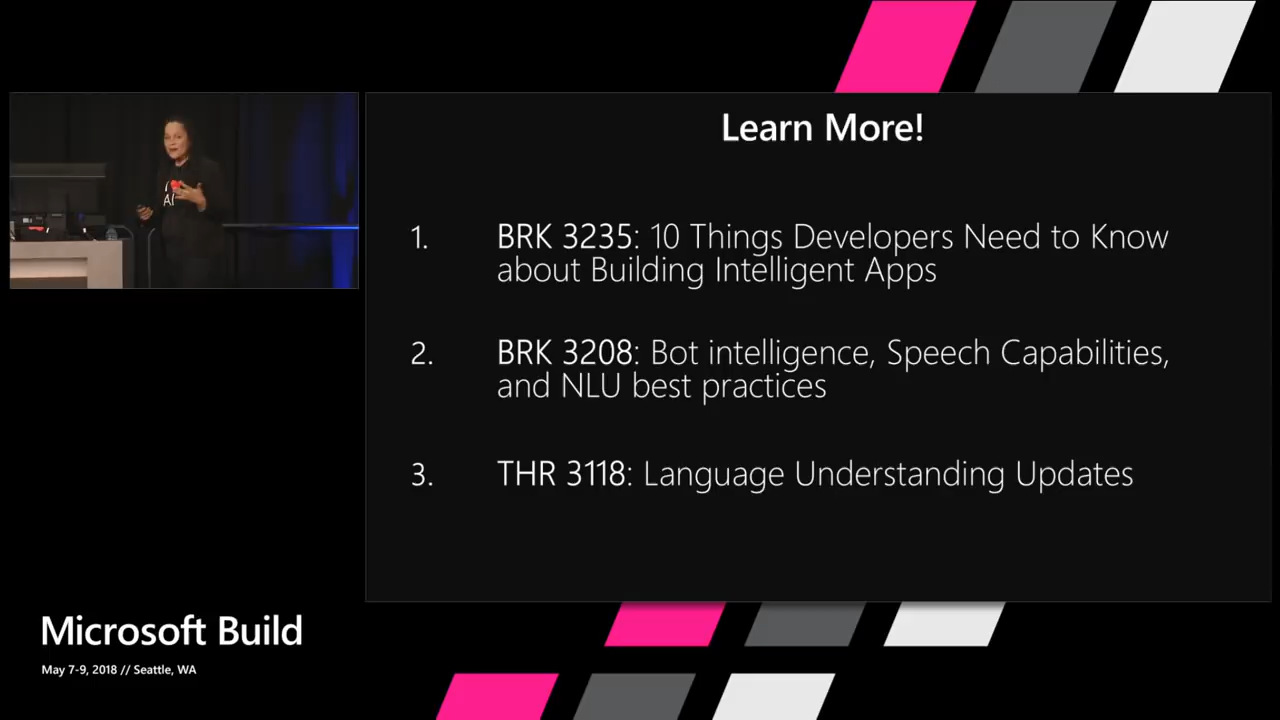 Learn More!
1. BRK 3235: 10 Things Developers Need to Know
about Building Intelligent Apps
2. BRK 3208: Bot intelligence, Speech Capabilities,
and NLU best practices
3. THR 3118: Language Understanding Updates
AI
Microsoft Build
May 7-9, 2018 // Seattle, WA